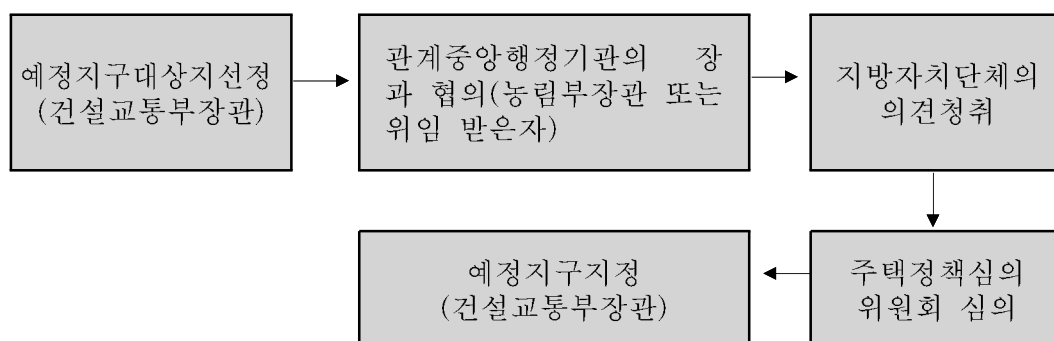 예정지구대상지선정
(건설교통부장관)
관계중앙행정기관의 장
과 협의(농림부장관 또는
위임 받은자)
지방자치단체의
의견청취
주택정책심의
위원회 심의
예정지구지정
(건설교통부장관)